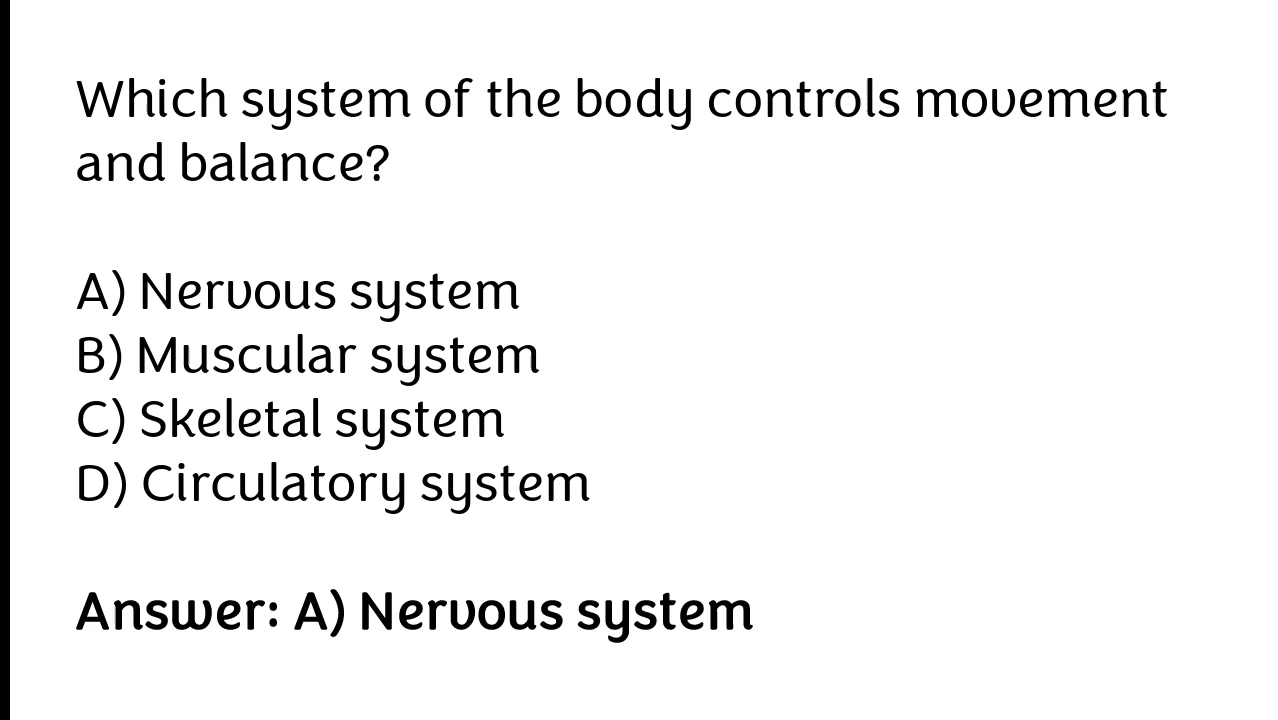 Which system of the body controls movement
and balance?
A) Nervous system
B) Muscular system
C) Skeletal system
D) Circulatory system
Answer: A) Nervous system